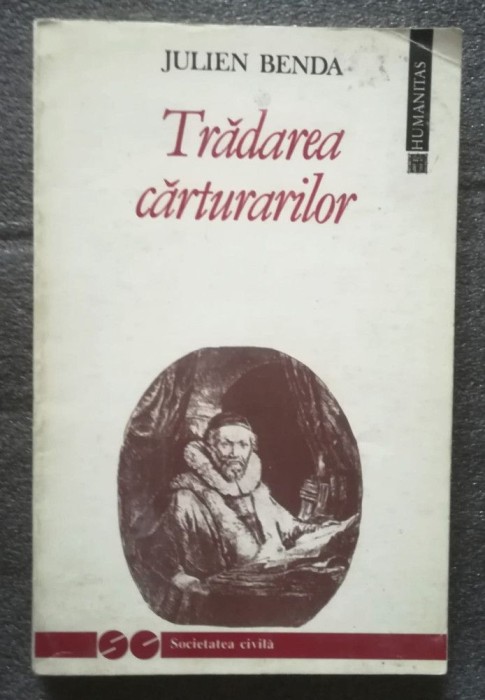 JULIEN BENDA
HUMANITAS
Trădarea
cărturarilor
SC Societatea civilă